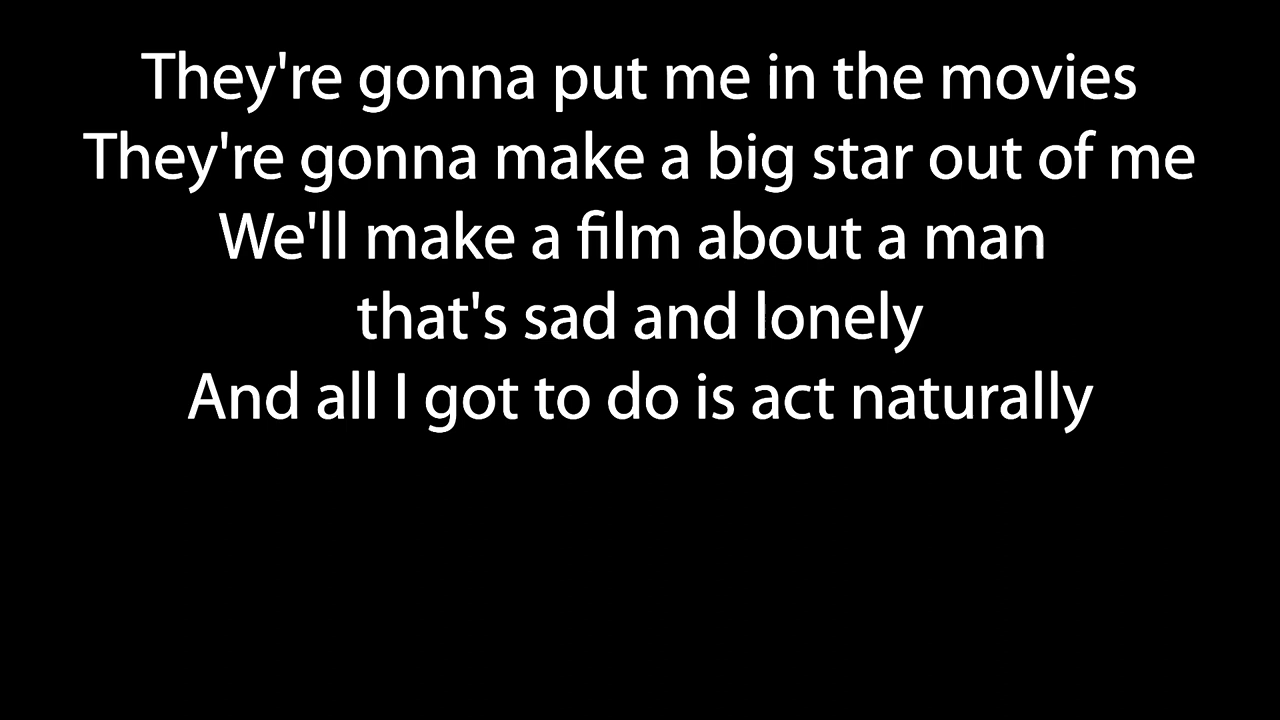 They're gonna put me in the movies
They're gonna make a big star out of me
We'll make a film about a man
that's sad and lonely
And all I got to do is act naturally